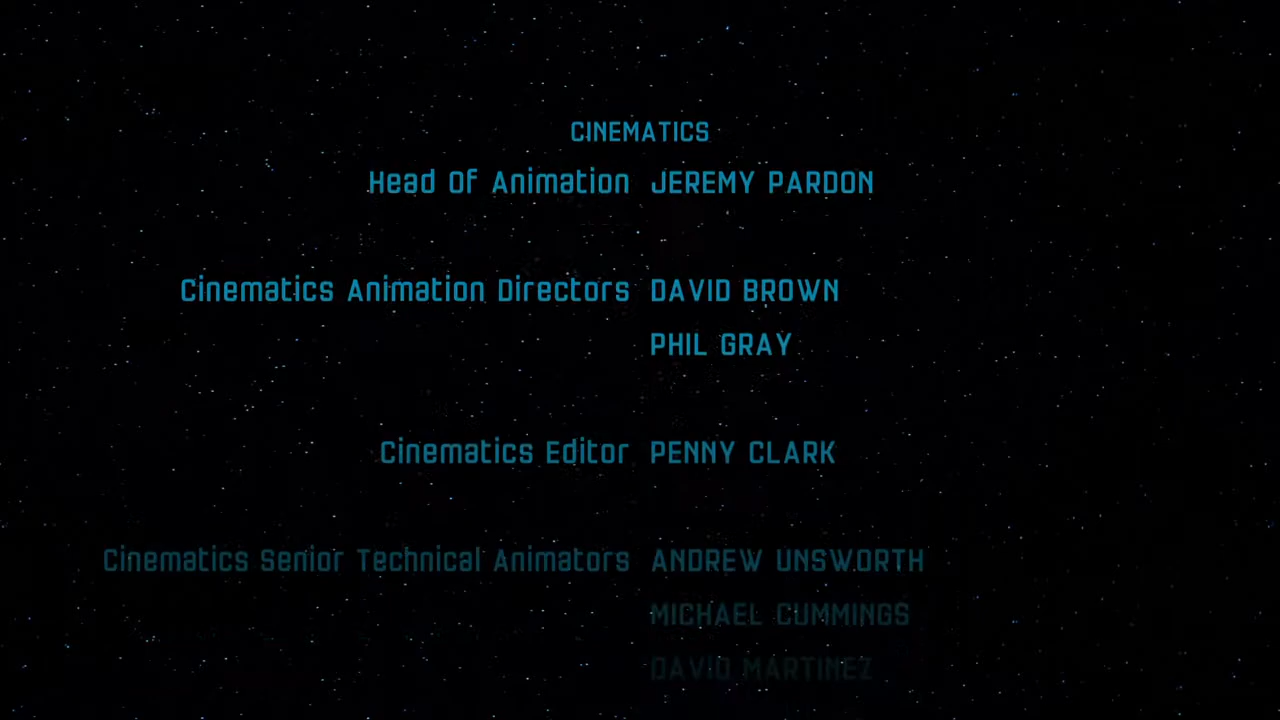 CINEMATICS
Head Of Animation JEREMY PARDON
Cinematics Animation Directors DAVID BROWN
PHIL GRAY
Cinematics Editor PENNY CLARK
Cinematics Senior Technical Animators ANDREW UNSWORTH
MICHAEL CUMMINGS
DAVID MARTINEZ